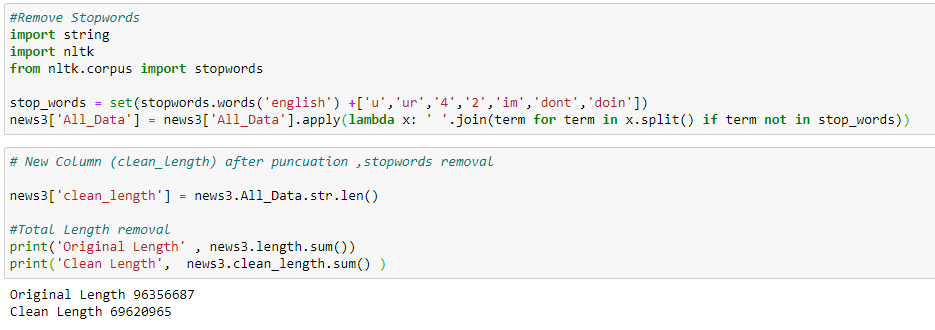 #Remove Stopwords
import string
import nltk
from nltk.corpus import stopwords
stop_words = set(stopwords.words('english') +['u','ur','4','2','im','dont','doin'])
news3['All_Data'] = news3['All_Data'].apply(lambda x: ' '.join(term for term in x.split() if term not in stop_words))
# New Column (clean_length) after puncuation ,stopwords removal
news3['clean_length'] = news3.All_Data.str.len()
#Total Length removal
print('Original Length' , news3.length.sum())
print('Clean Length',  news3.clean_length.sum() )
Original Length 96356687
Clean Length 69620965